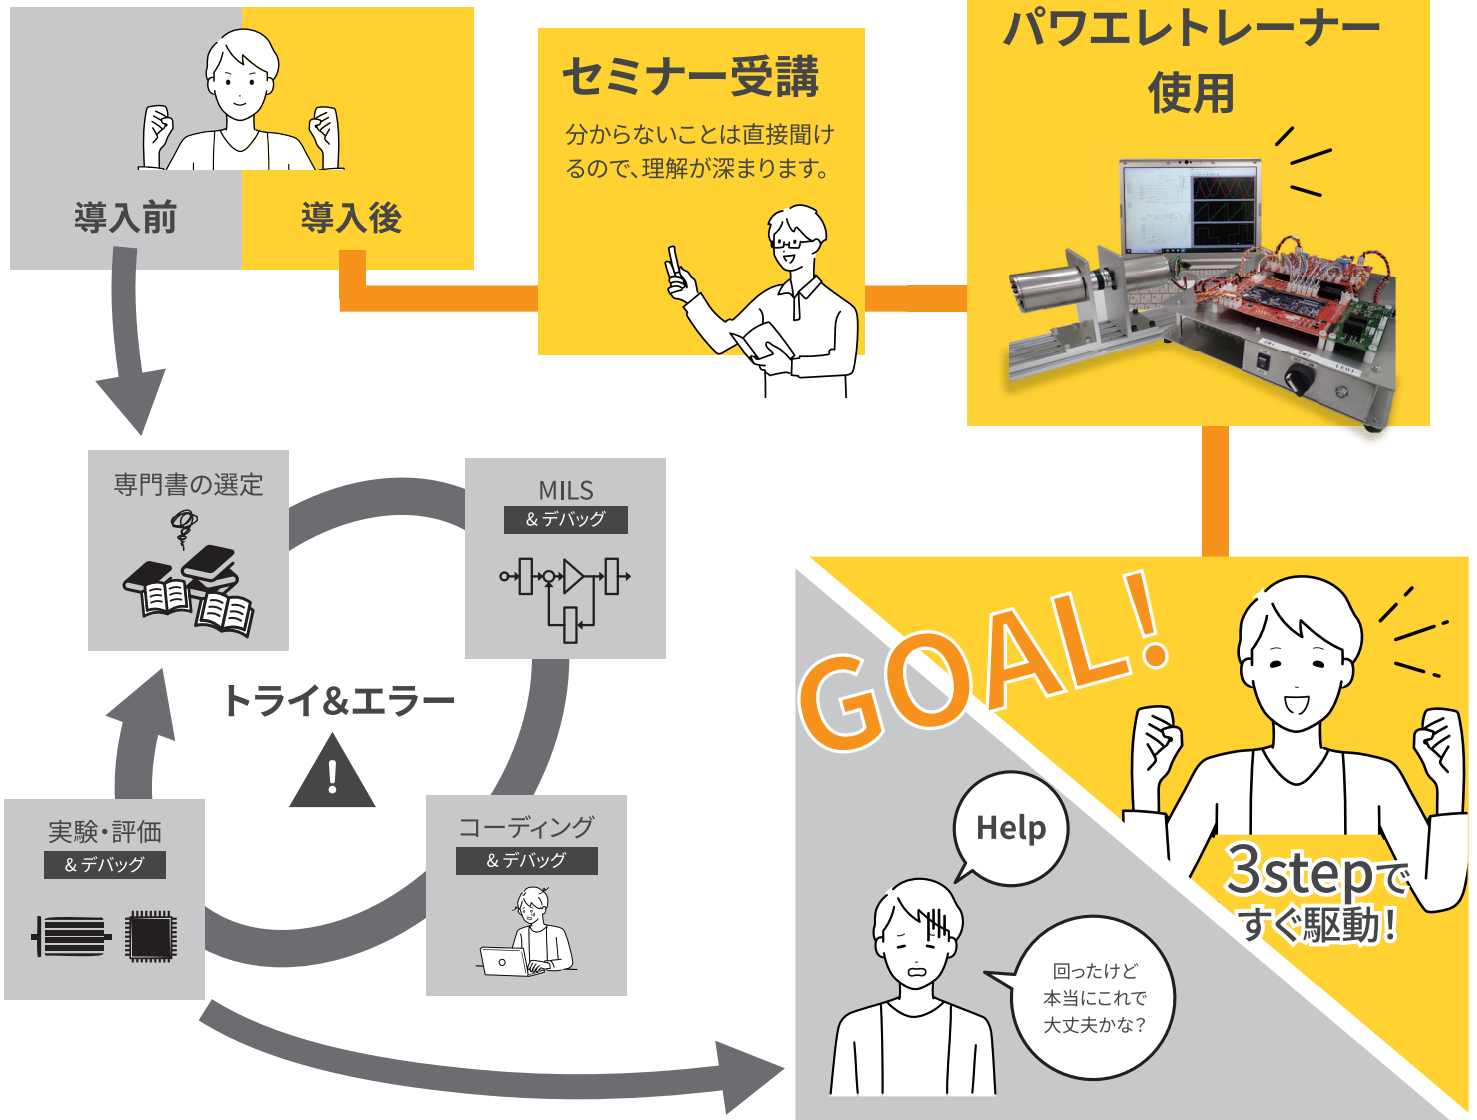 パワエレトレーナー
使用
セミナー受講
分からないことは直接聞け
るので、理解が深まります。
導入前
導入後
専門書の選定
MILS
&デバッグ
トライ&エラー
!
実験・評価
&デバッグ
コーディング
&デバッグ
GOAL!
Help
3stepで
すぐ駆動!
回ったけど
本当にこれで
大丈夫かな?